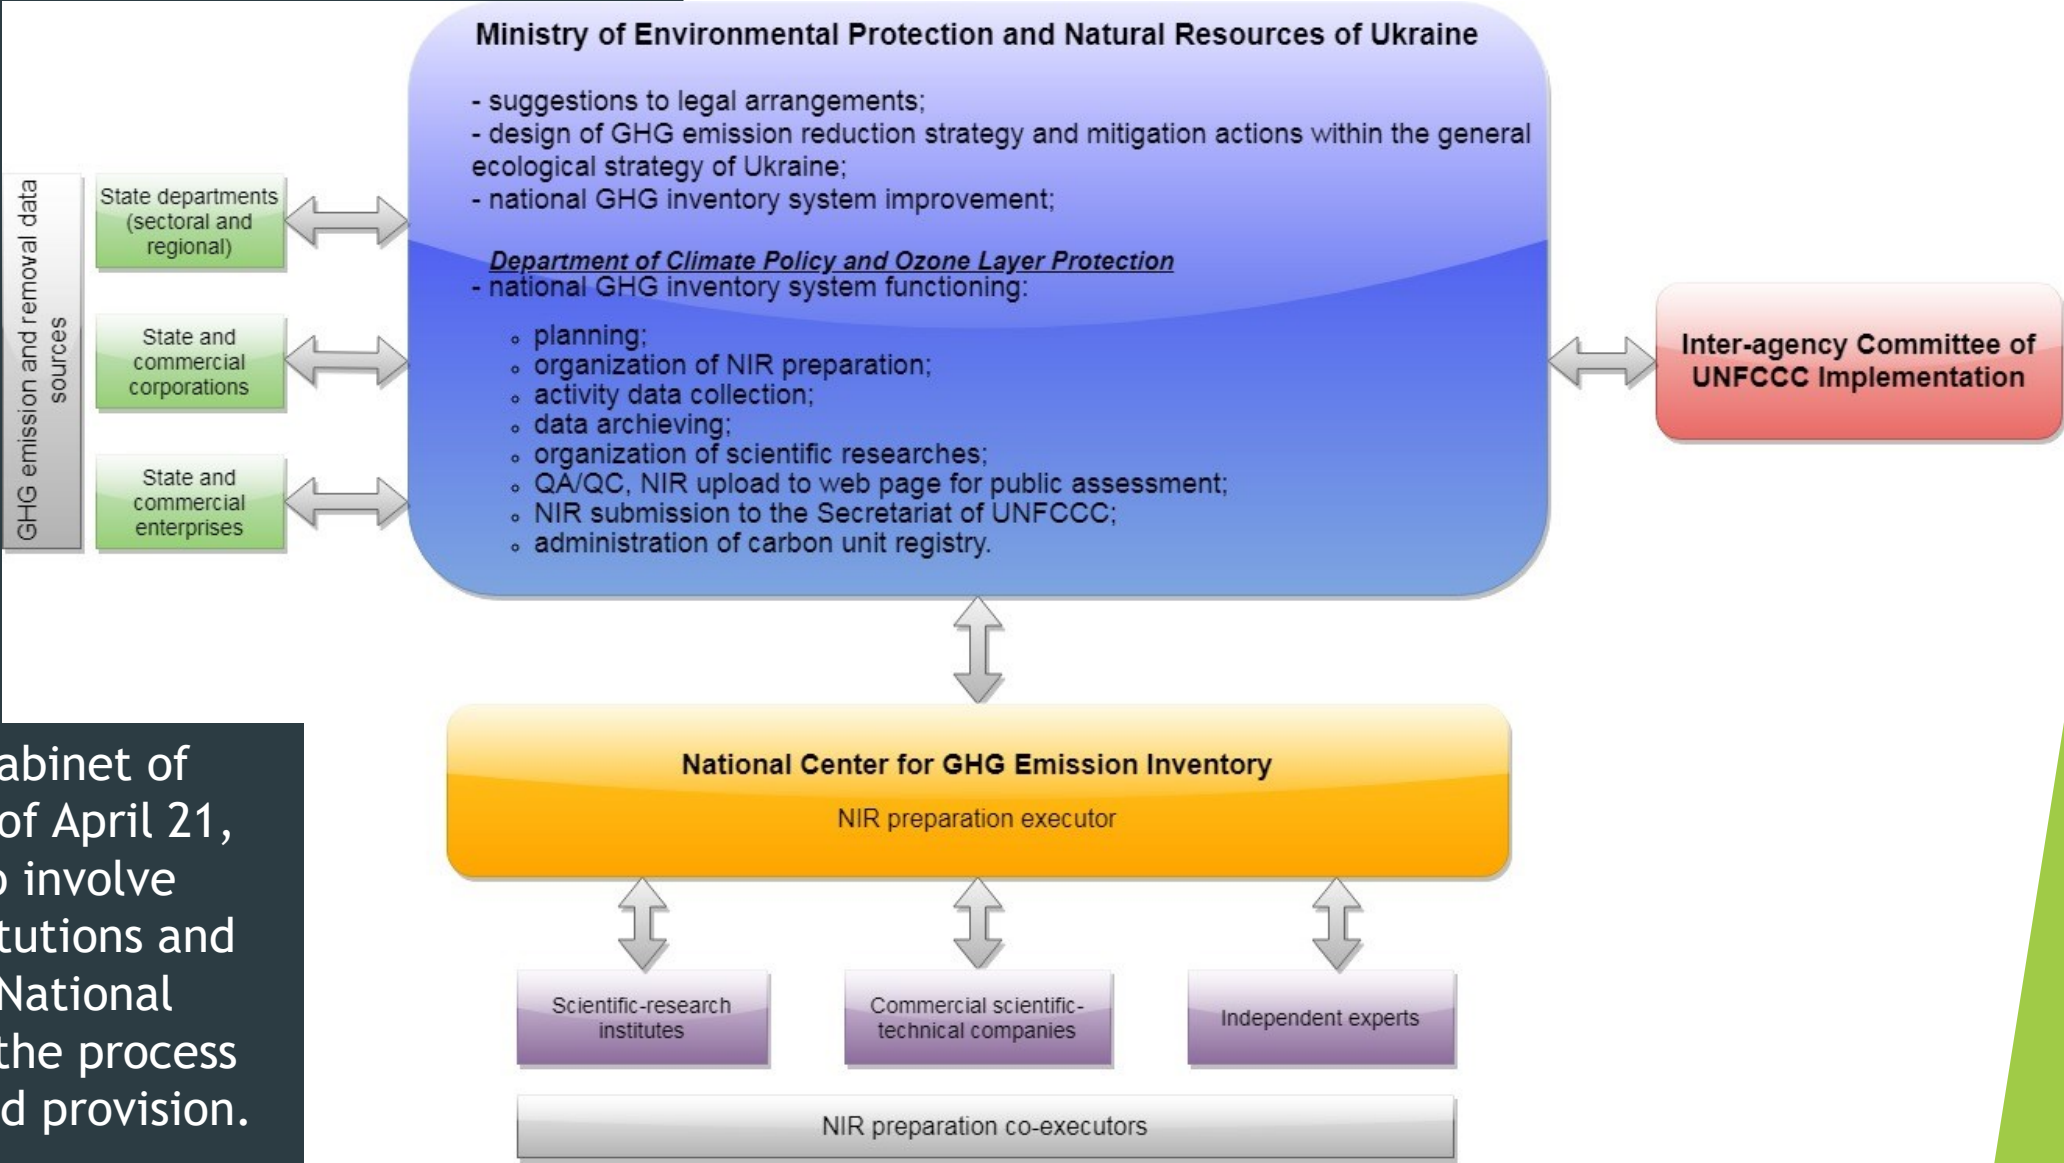 Ministry of Environmental Protection and Natural Resources of Ukraine
- suggestions to legal arrangements;
- design of GHG emission reduction strategy and mitigation actions within the general
ecological strategy of Ukraine;
- national GHG inventory system improvement;
Department of Climate Policy and Ozone Layer Protection
- national GHG inventory system functioning:
planning;
organization of NIR preparation;
activity data collection;
data archieving;
organization of scientific researches;
QA/QC, NIR upload to web page for public assessment;
NIR submission to the Secretariat of UNFCCC;
administration of carbon unit registry.
GHG emission and removal data
sources
State departments
(sectoral and
regional)
State and
commercial
corporations
State and
commercial
enterprises
Inter-agency Committee of
UNFCCC Implementation
National Center for GHG Emission Inventory
NIR preparation executor
Scientific-research
institutes
Commercial scientific-
technical companies
Independent experts
NIR preparation co-executors
of
of April 21,
involve
and
National
the process
provision.